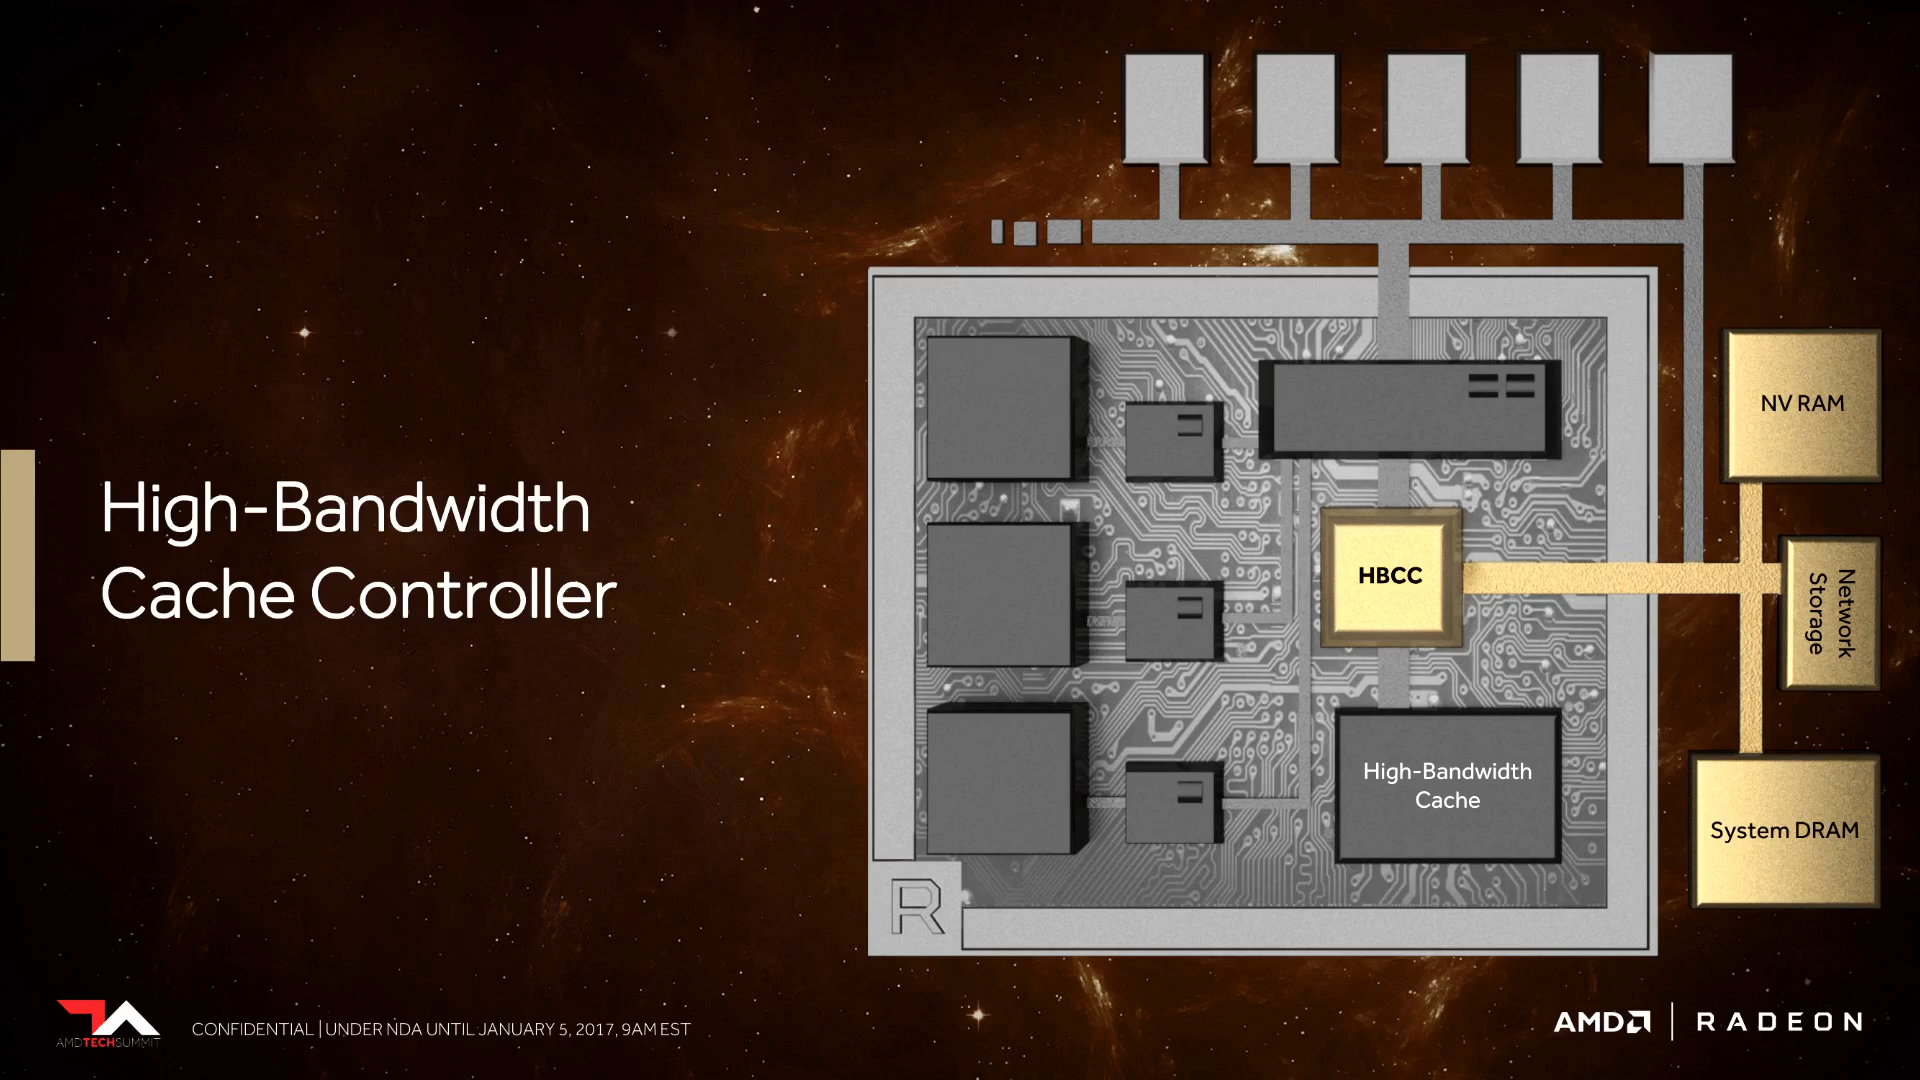 High-Bandwidth
Cache Controller
NV RAM
HBCC
Network
Storage
High-Bandwidth
Cache
System DRAM
R
AMDTECHSUMMIT
CONFIDENTIAL | UNDER NDA UNTIL JANUARY 5, 2017, 9AM EST
AMD | RADEON